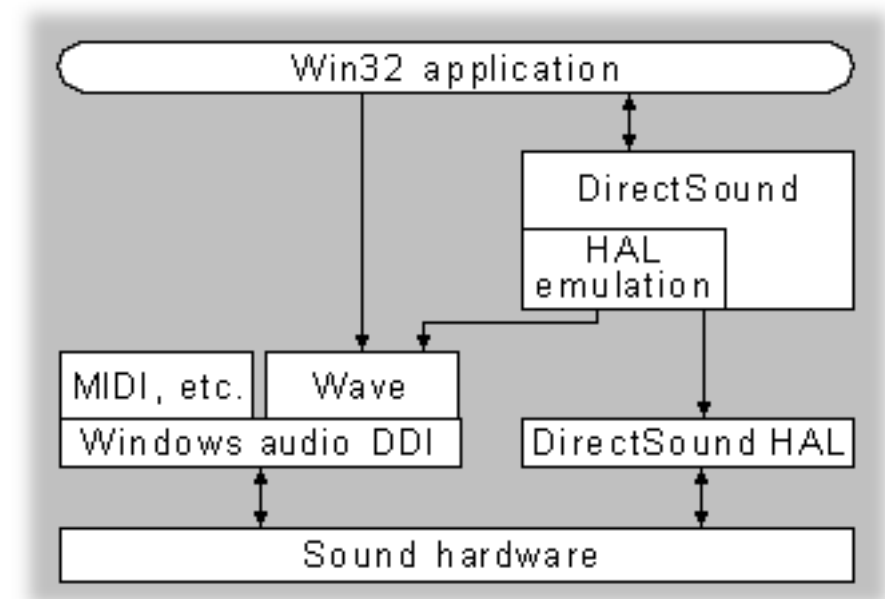 Win32 application
DirectSound
HAL
emulation
MIDI, etc.
Wave
Windows audio DDI
DirectSound HAL
Sound hardware